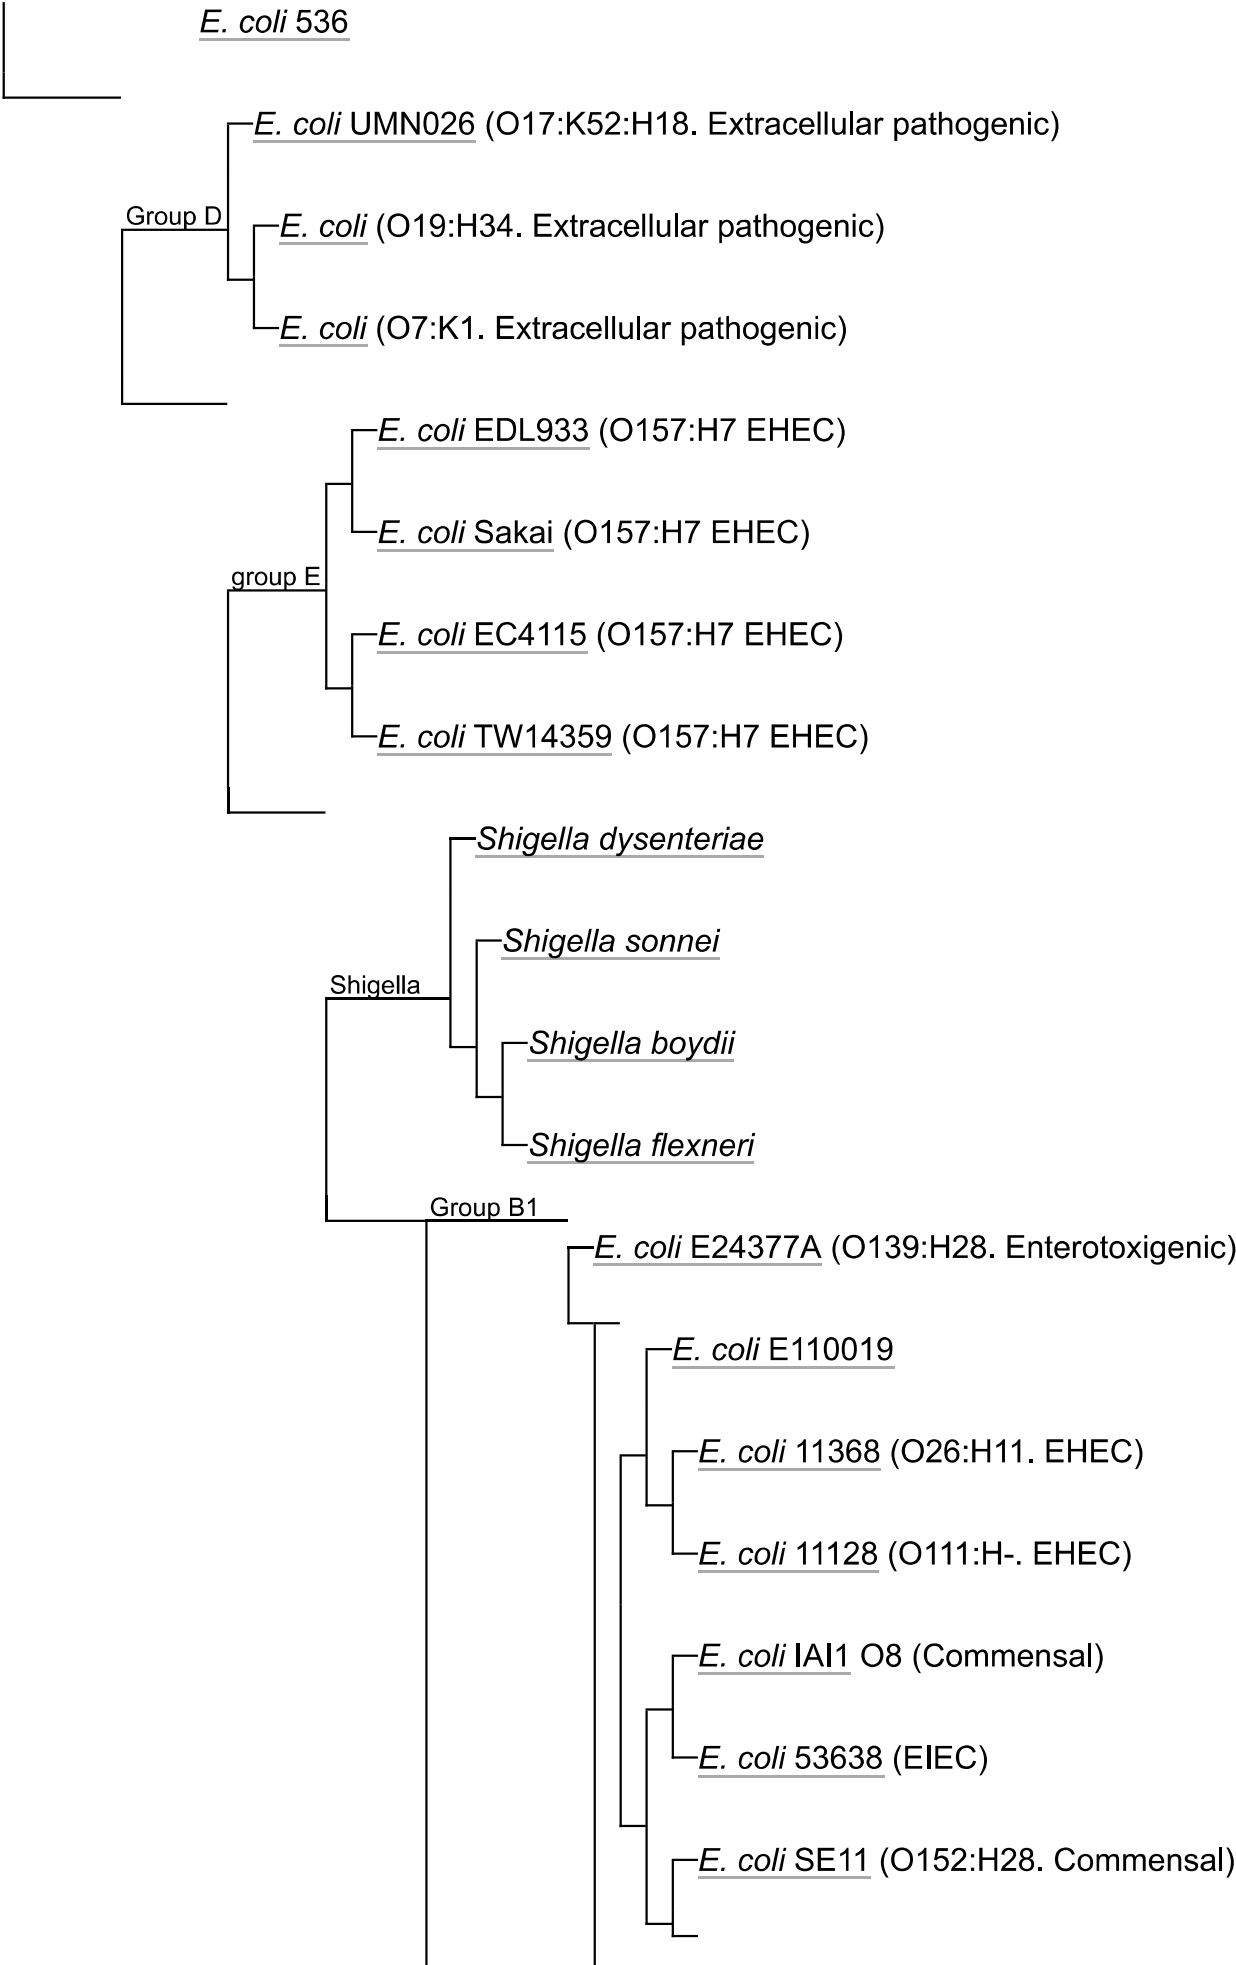 E. coli 536
E. coli UMN026 (O17:K52:H18. Extracellular pathogenic)
Group D
E. coli (O19:H34. Extracellular pathogenic)
E. coli (O7:K1. Extracellular pathogenic)
E. coli EDL933 (O157:H7 EHEC)
E. coli Sakai (O157:H7 EHEC)
group E
E. coli EC4115 (O157:H7 EHEC)
E. coli TW14359 (O157:H7 EHEC)
Shigella dysenteriae
Shigella sonnei
Shigella
Shigella boydii
Shigella flexneri
Group B1
E. coli E24377A (O139:H28. Enterotoxigenic)
E. coli E110019
E. coli 11368 (O26:H11. EHEC)
E. coli 11128 (O111:H-. EHEC)
E. coli IAI1 O8 (Commensal)
E. coli 53638 (EIEC)
E. coli SE11 (O152:H28. Commensal)